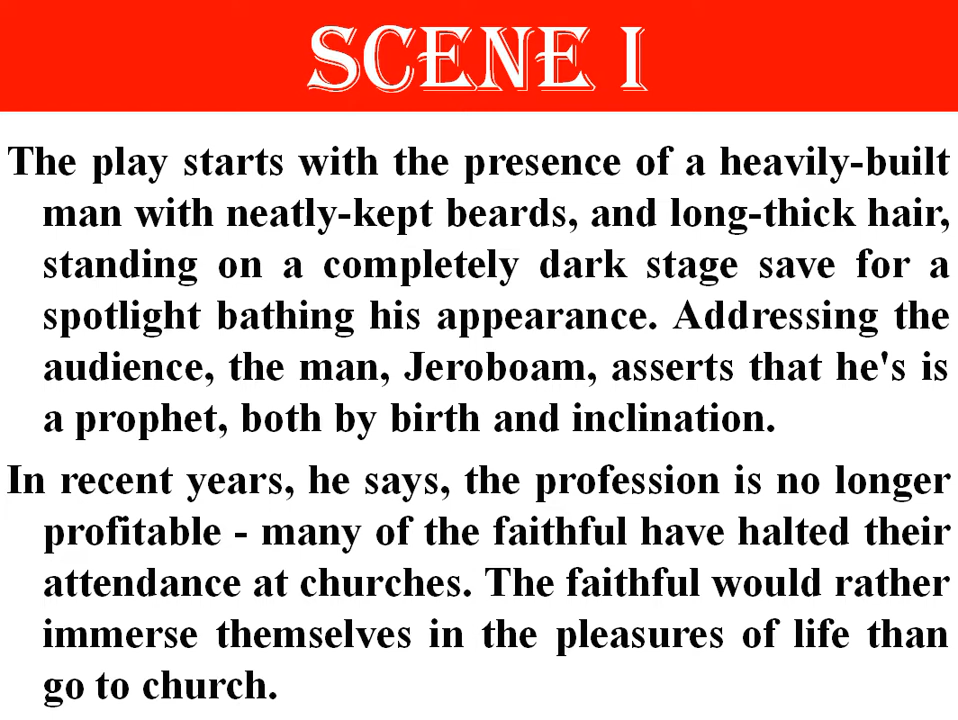 SCENE I
The play starts with the presence of a heavily-built
man with neatly-kept beards, and long-thick hair,
standing on a completely dark stage save for a
spotlight bathing his appearance. Addressing the
audience, the man, Jeroboam, asserts that he's is
a prophet, both by birth and inclination.
In recent years, he says, the profession is no longer
profitable - many of the faithful have halted their
attendance at churches. The faithful would rather
immerse themselves in the pleasures of life than
go to church.